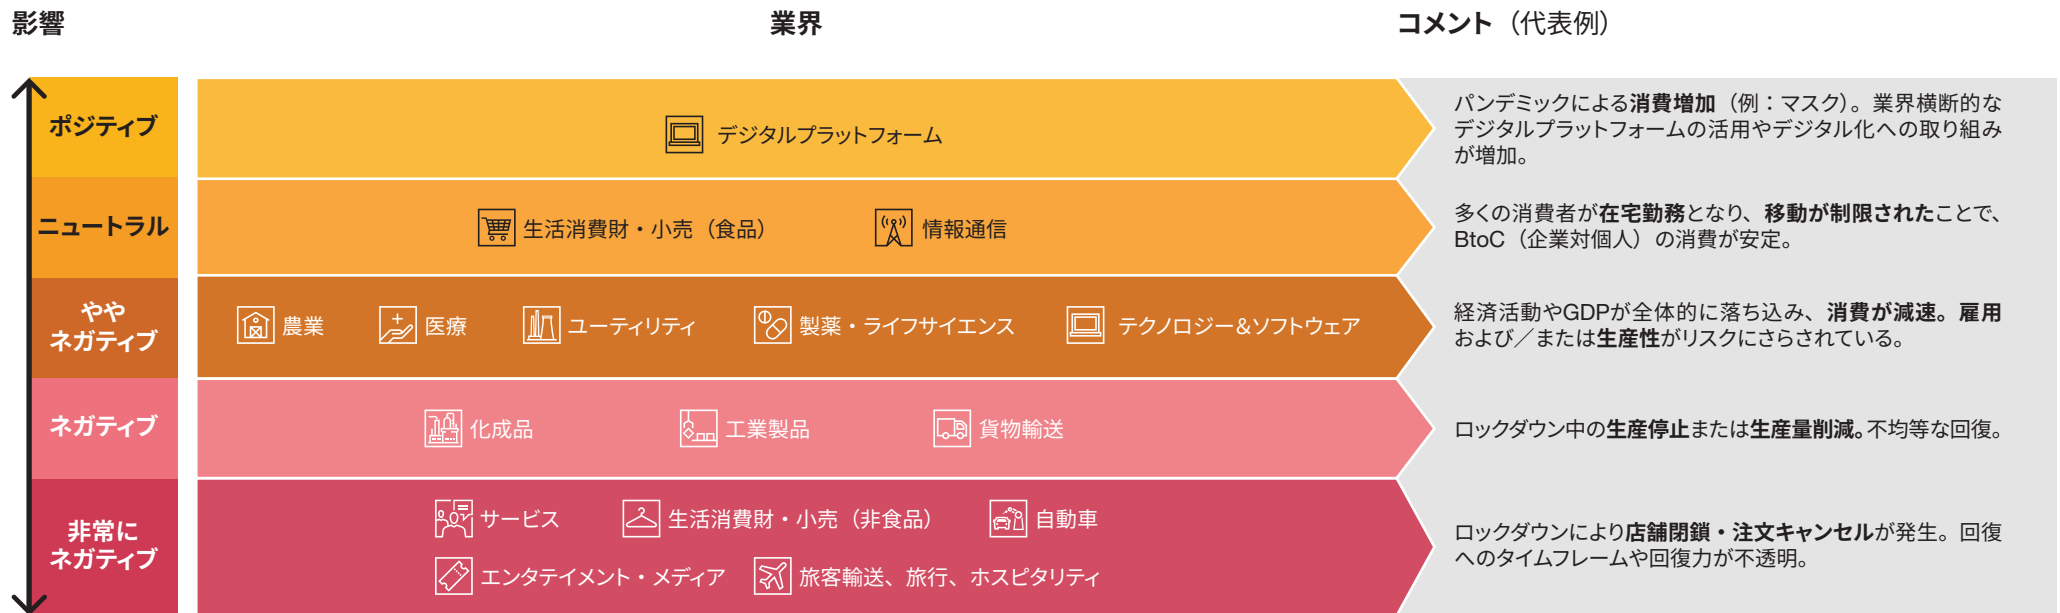 影響
業界
コメント（代表例）
ポジティブ
デジタルプラットフォーム
パンデミックによる消費増加（例：マスク）。業界横断的な
デジタルプラットフォームの活用やデジタル化への取り組み
が増加。
ニュートラル
生活消費財・小売（食品）
情報通信
多くの消費者が在宅勤務となり、移動が制限されたことで、
BtoC（企業対個人）の消費が安定。
やや
ネガティブ
農業
医療
ユーティリティ
製薬・ライフサイエンス
テクノロジー&ソフトウェア
経済活動やGDPが全体的に落ち込み、消費が減速。雇用
および／または生産性がリスクにさらされている。
ネガティブ
化成品
工業製品
貨物輸送
ロックダウン中の生産停止または生産量削減。不均等な回復。
非常に
ネガティブ
サービス
生活消費財・小売（非食品）
自動車
エンタテイメント・メディア
旅客輸送、旅行、ホスピタリティ
ロックダウンにより店舗閉鎖・注文キャンセルが発生。回復
へのタイムフレームや回復力が不透明。